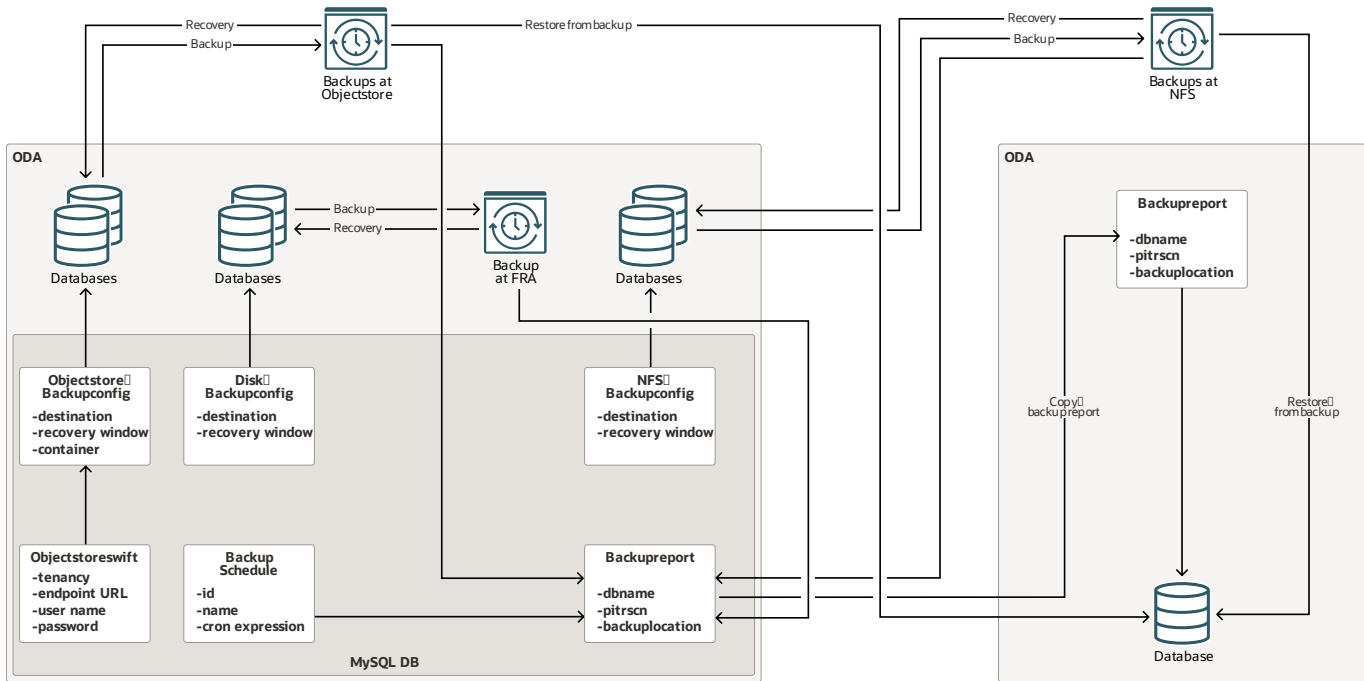 Recovery
Backup
Backups at
Objectstore
Restore from backup
Recovery
Backup
Backups at
NFS
ODA
Databases
Databases
Backup
Recovery
Backup
at FRA
Databases
Objectstore
Backupconfig
-destination
-recovery window
-container
Disk
Backupconfig
-destination
-recovery window
NFS
Backupconfig
-destination
-recovery window
Objectstoreswift
-tenancy
-endpoint URL
-user name
-password
Backup
Schedule
-id
-name
-cron expression
Backupreport
-dbname
-pitrscn
-backuplocation
MySQL DB
ODA
Backupreport
-dbname
-pitrscn
-backuplocation
Copy
backup report
Restore
from backup
Database